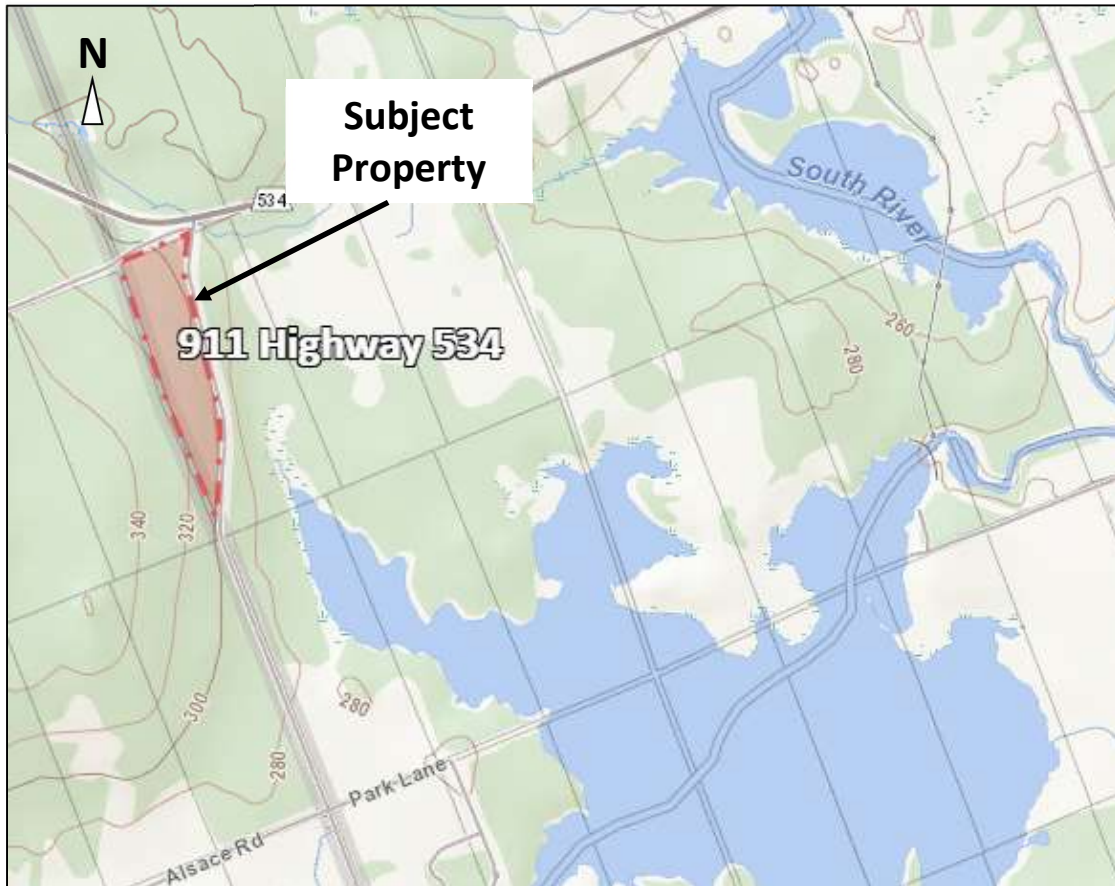 N
Subject
Property
534
South River
911 Highway 534
260
280
340
320
300
280
280
Park Lane
Alsace Rd